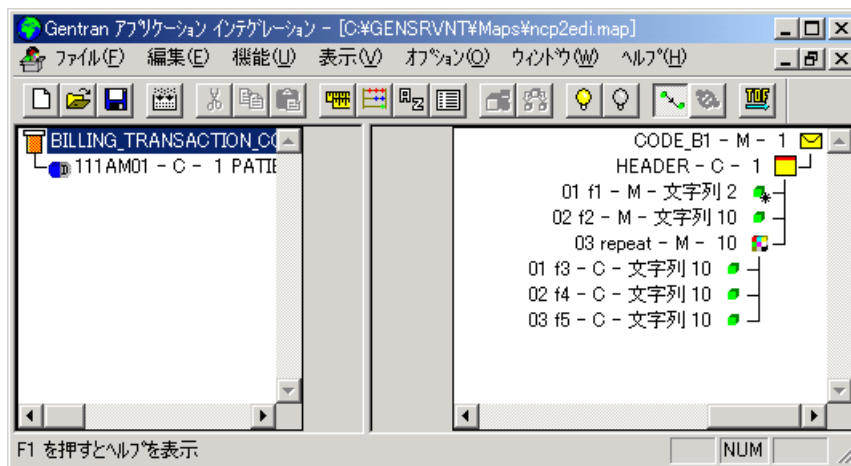 Gentran ｱﾌﾟﾘｹｰｼｮﾝ ｲﾝﾃｸﾞﾚｰｼｮﾝ - [C:¥GENSRVNT¥Maps¥ncp2edi.map]
ﾌｧｲﾙ(F) 編集(E) 機能(U) 表示(V) ｵﾌﾟｼｮﾝ(O) ｳｨﾝﾄﾞｳ(W) ﾍﾙﾌﾟ(H)
BILLING_TRANSACTION_CO
111AM01 - C - 1 PATIE
CODE_B1 - M - 1
HEADER - C - 1
01 f1 - M - 文字列 2
02 f2 - M - 文字列 10
03 repeat - M - 10
01 f3 - C - 文字列 10
02 f4 - C - 文字列 10
03 f5 - C - 文字列 10
F1 を押すとﾍﾙﾌﾟを表示
NUM